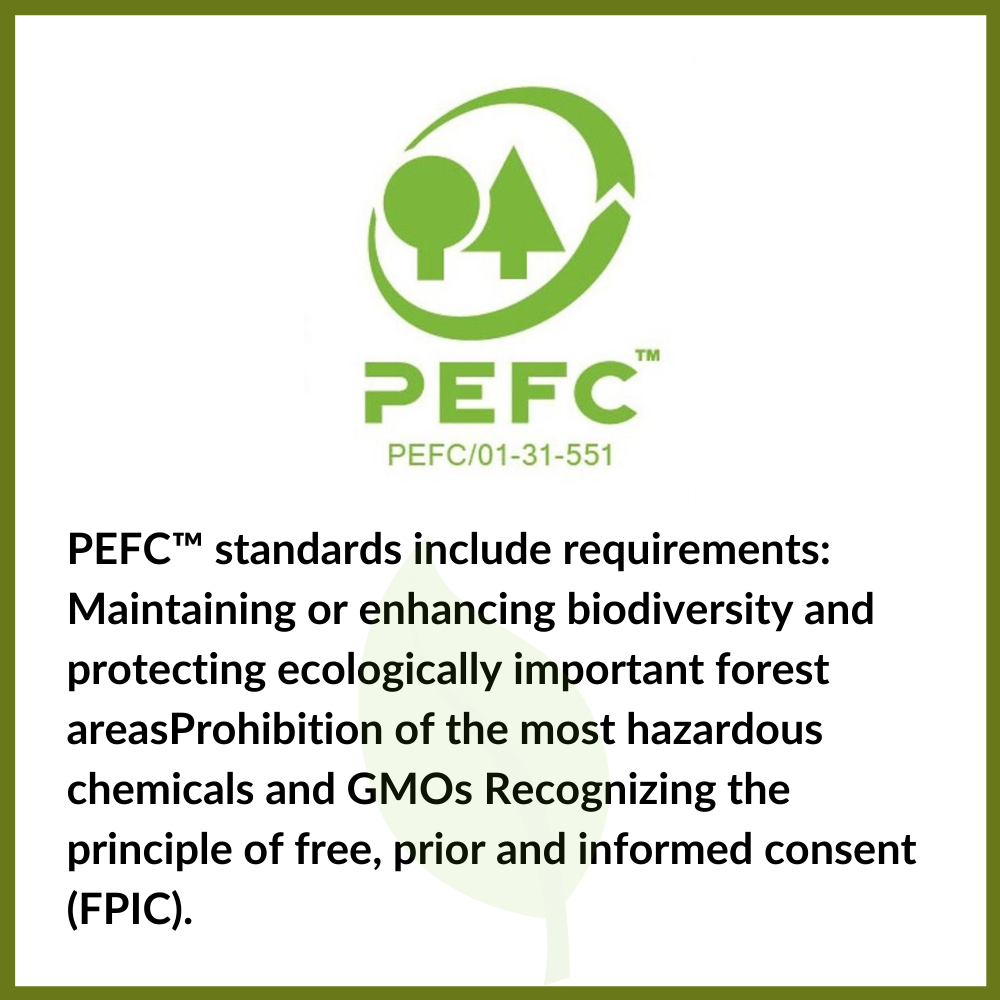 PEFC™
PEFC/01-31-551
PEFC™ standards include requirements:
Maintaining or enhancing biodiversity and
protecting ecologically important forest
areasProhibition of the most hazardous
chemicals and GMOs Recognizing the
principle of free, prior and informed consent
(FPIC).